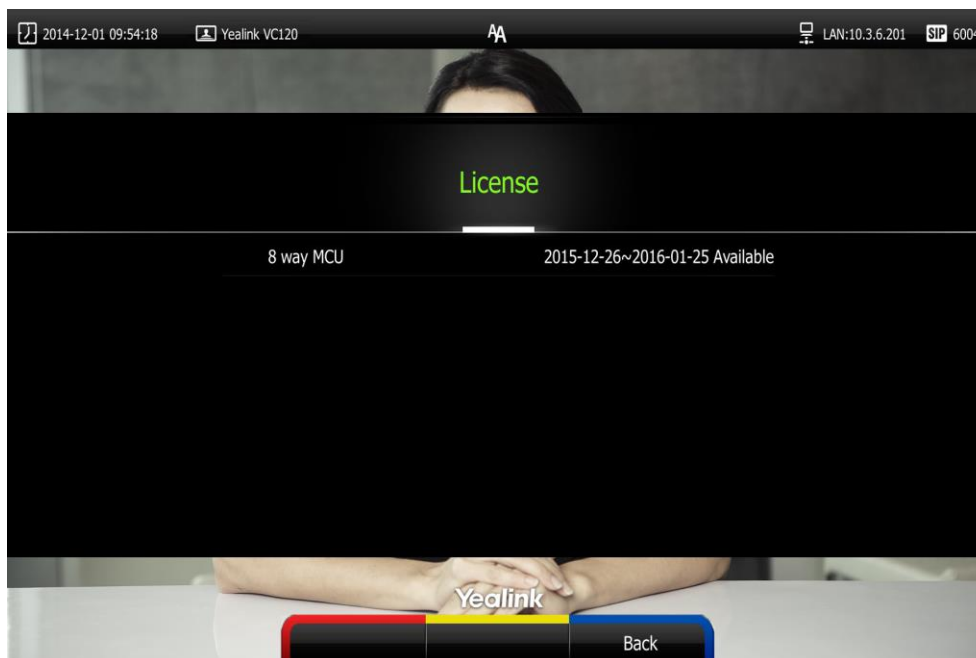 2014-12-01 09:54:18 Yealink VC120 AA LAN:10.3.6.201 SIP 6004
License
8 way MCU 2015-12-26~2016-01-25 Available
Yealink
Back